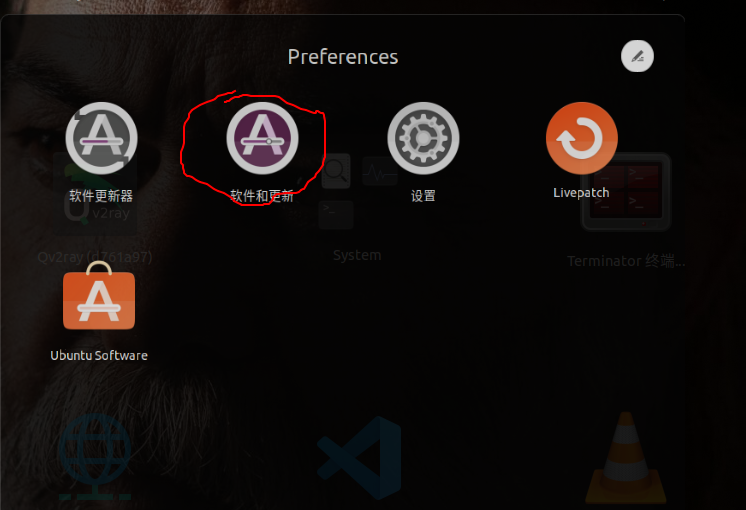 Preferences
软件更新器
软件和更新
设置
Livepatch
v2ray
Qv2ray (d761a97)
System
Terminator 终端...
Ubuntu Software